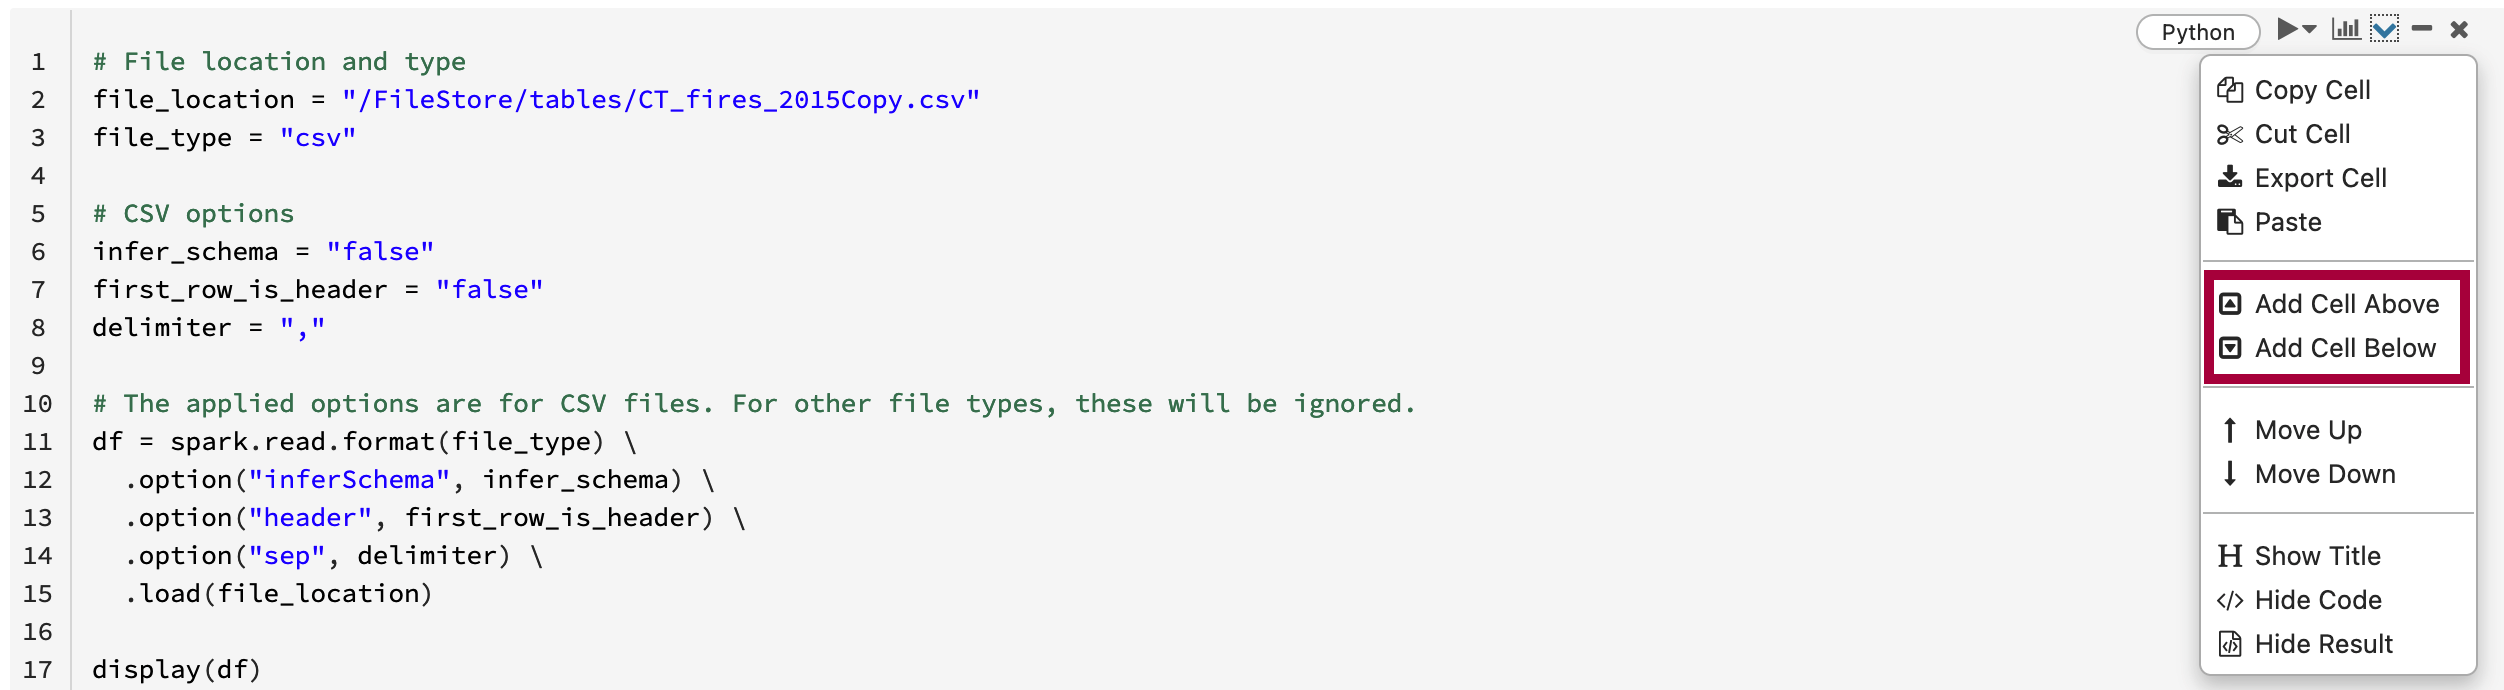 Python
1 # File location and type
2 file_location = "/FileStore/tables/CT_fires_2015Copy.csv"
3 file_type = "csv"
4
5 # CSV options
6 infer_schema = "false"
7 first_row_is_header = "false"
8 delimiter = ","
9
10 # The applied options are for CSV files. For other file types, these will be ignored.
11 df = spark.read.format(file_type) \
12   .option("inferSchema", infer_schema) \
13   .option("header", first_row_is_header) \
14   .option("sep", delimiter) \
15   .load(file_location)
16
17 display(df)
Copy Cell
Cut Cell
Export Cell
Paste
Add Cell Above
Add Cell Below
Move Up
Move Down
Show Title
Hide Code
Hide Result